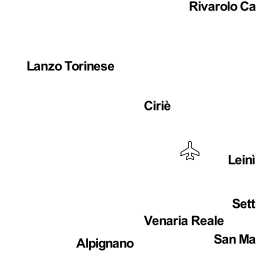 Rivarolo Ca
Lanzo Torinese
Ciriè
Leinì
Sett
Venaria Reale
San Ma
Alpignano